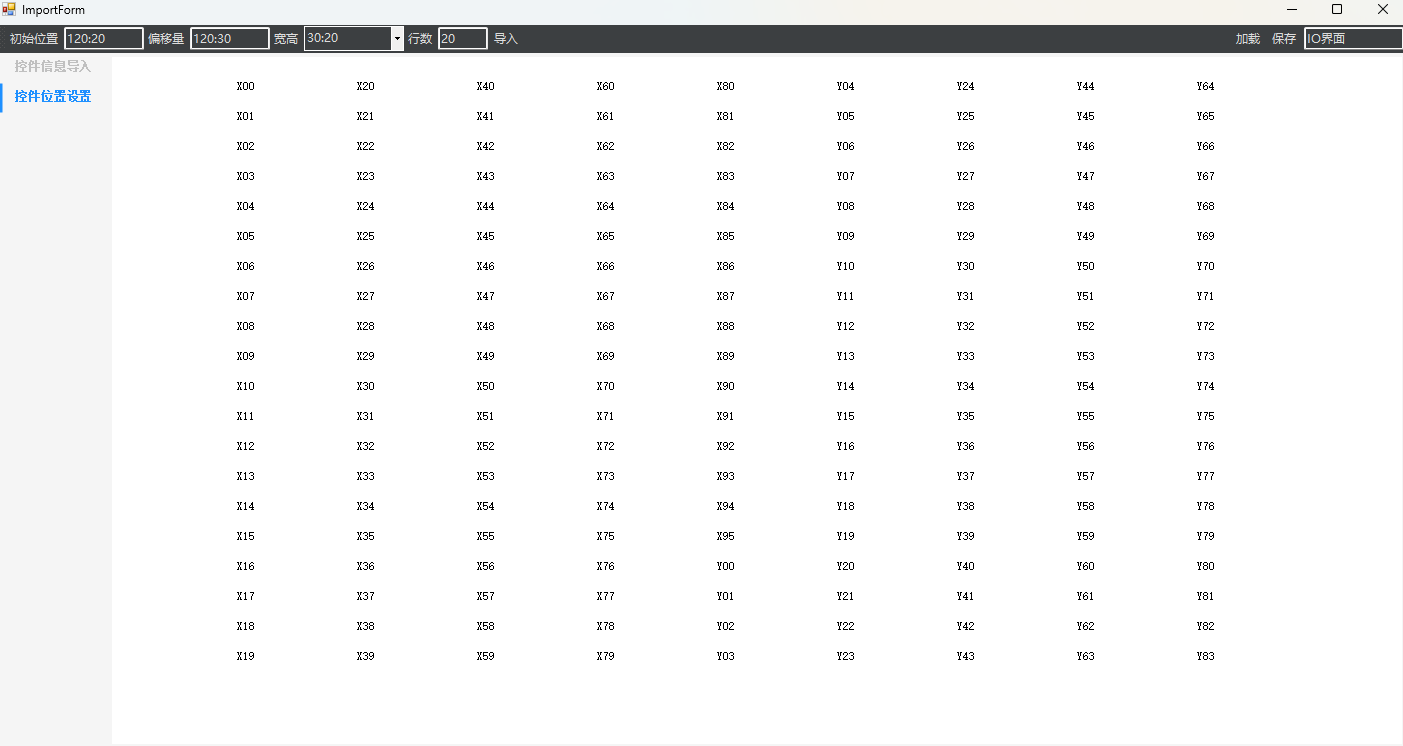 ImportForm
初始位置 120:20 偏移量 120:30 宽高 30:20 行数 20 导入 加载 保存 IO界面
控件信息导入
控件位置设置
X00 X20 X40 X60 X80 Y04 Y24 Y44 Y64
X01 X21 X41 X61 X81 Y05 Y25 Y45 Y65
X02 X22 X42 X62 X82 Y06 Y26 Y46 Y66
X03 X23 X43 X63 X83 Y07 Y27 Y47 Y67
X04 X24 X44 X64 X84 Y08 Y28 Y48 Y68
X05 X25 X45 X65 X85 Y09 Y29 Y49 Y69
X06 X26 X46 X66 X86 Y10 Y30 Y50 Y70
X07 X27 X47 X67 X87 Y11 Y31 Y51 Y71
X08 X28 X48 X68 X88 Y12 Y32 Y52 Y72
X09 X29 X49 X69 X89 Y13 Y33 Y53 Y73
X10 X30 X50 X70 X90 Y14 Y34 Y54 Y74
X11 X31 X51 X71 X91 Y15 Y35 Y55 Y75
X12 X32 X52 X72 X92 Y16 Y36 Y56 Y76
X13 X33 X53 X73 X93 Y17 Y37 Y57 Y77
X14 X34 X54 X74 X94 Y18 Y38 Y58 Y78
X15 X35 X55 X75 X95 Y19 Y39 Y59 Y79
X16 X36 X56 X76 Y00 Y20 Y40 Y60 Y80
X17 X37 X57 X77 Y01 Y21 Y41 Y61 Y81
X18 X38 X58 X78 Y02 Y22 Y42 Y62 Y82
X19 X39 X59 X79 Y03 Y23 Y43 Y63 Y83